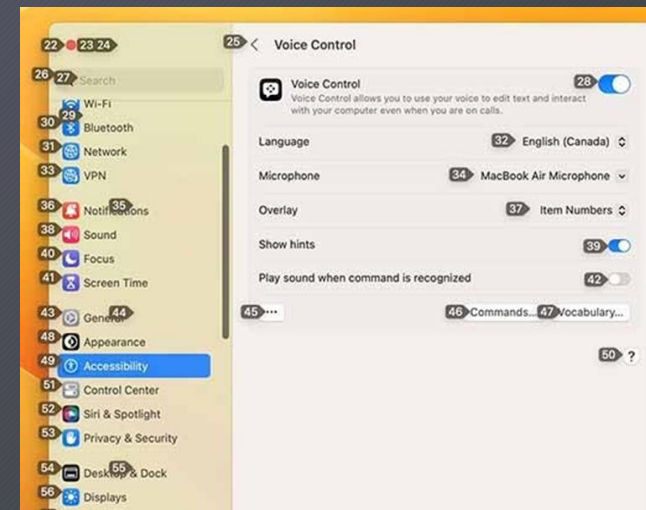 22 23 24
26 27 Search
Wi-Fi
29
30 Bluetooth
31 Network
33 VPN
36 Notifications 35
38 Sound
40 Focus
41 Screen Time
43 General 44
48 Appearance
49 Accessibility
51 Control Center
52 Siri & Spotlight
53 Privacy & Security
54 Desktop & Dock 55
56 Displays
25 Voice Control
Voice Control 28
Voice Control allows you to use your voice to edit text and interact
with your computer even when you are on calls.
Language 32 English (Canada)
Microphone 34 MacBook Air Microphone
Overlay 37 Item Numbers
Show hints 39
Play sound when command is recognized 42
45 ••• 46 Commands... 47 Vocabulary...
50 ?